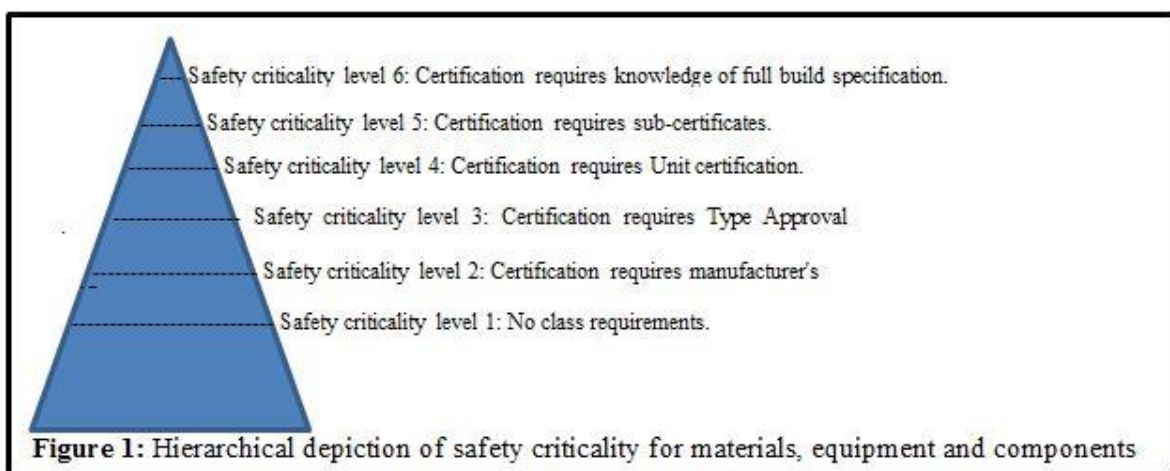 Safety criticality level 6: Certification requires knowledge of full build specification.
Safety criticality level 5: Certification requires sub-certificates.
Safety criticality level 4: Certification requires Unit certification.
Safety criticality level 3: Certification requires Type Approval
Safety criticality level 2: Certification requires manufacturer's
Safety criticality level 1: No class requirements.
Figure 1: Hierarchical depiction of safety criticality for materials, equipment and components